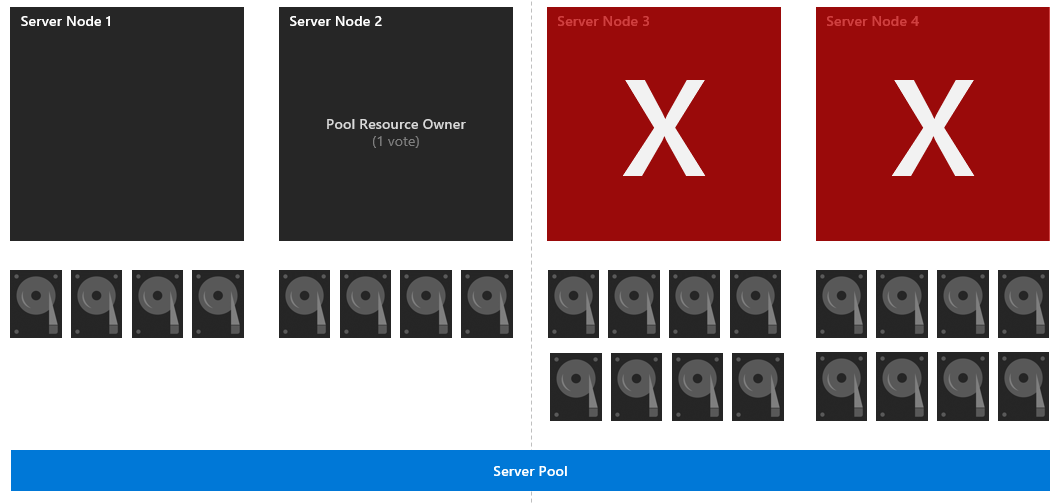 Server Node 1
Server Node 2
Server Node 3
Server Node 4
Pool Resource Owner
(1 vote)
X
X
Server Pool